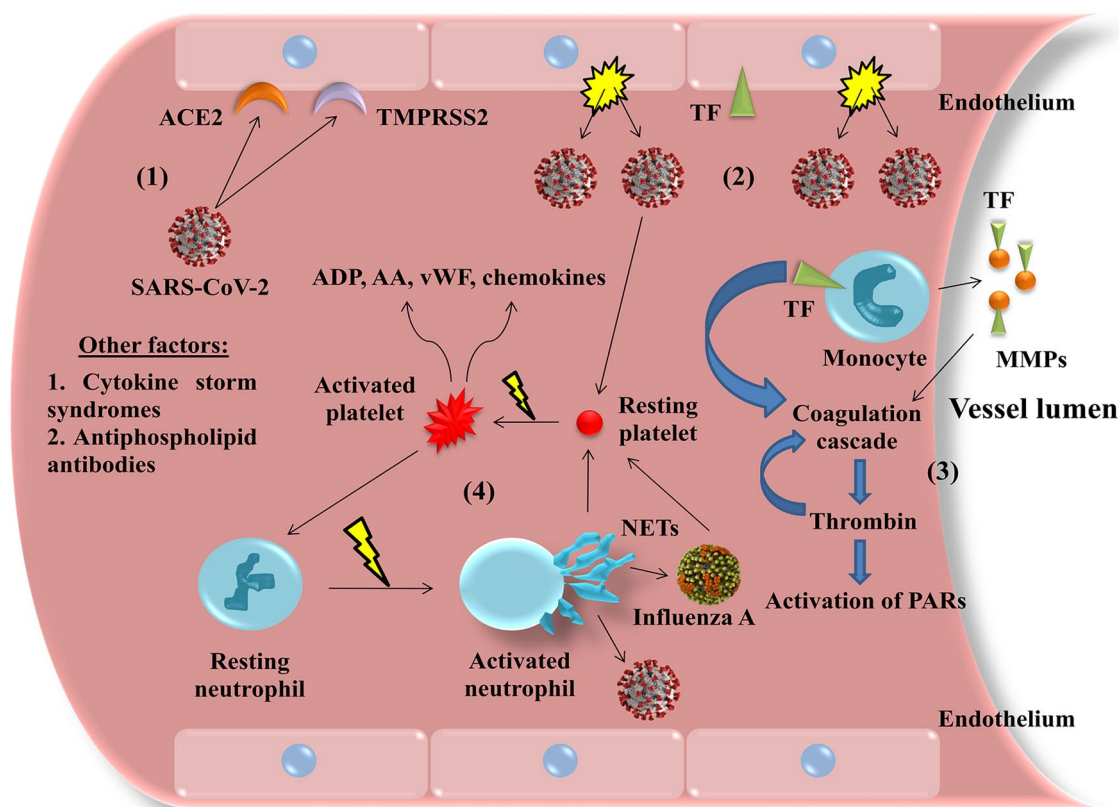 Endothelium
ACE2
TMPRSS2
TF
(1)
(2)
SARS-CoV-2
TF
ADP, AA, vWF, chemokines
TF
Monocyte
MMPs
Other factors:
1. Cytokine storm
syndromes
2. Antiphospholipid
antibodies
Activated
platelet
Resting
platelet
Coagulation
cascade
Vessel lumen
(3)
(4)
Thrombin
NETs
Activation of PARs
Influenza A
Resting
neutrophil
Activated
neutrophil
Endothelium